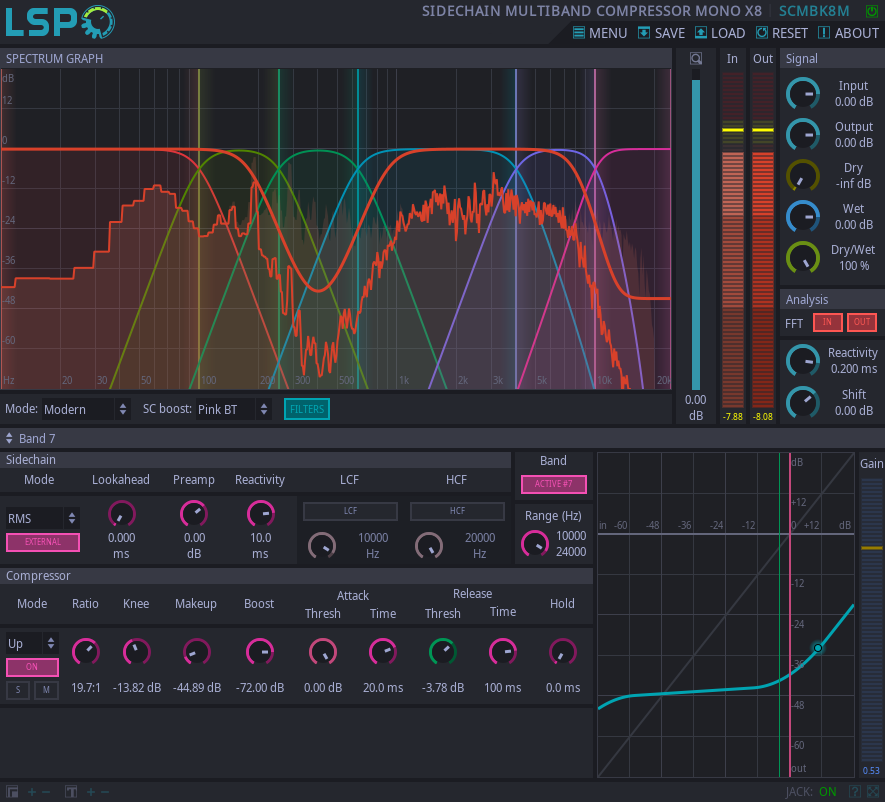 LSP
SIDECHAIN MULTIBAND COMPRESSOR MONO X8 SCMBK8M
MENU SAVE LOAD RESET ABOUT
SPECTRUM GRAPH
dB
12
0
-12
-24
-36
-48
-60
Hz 20 30 50 100 200 300 500 1k 2k 3k 5k 10k 20k
0.00
dB
In Out
-7.88 -8.08
Signal
Input
0.00 dB
Output
0.00 dB
Dry
-inf dB
Wet
0.00 dB
Dry/Wet
100 %
Analysis
FFT IN OUT
Reactivity
0.200 ms
Shift
0.00 dB
Mode: Modern SC boost: Pink BT FILTERS
Band 7
Sidechain
Mode Lookahead Preamp Reactivity LCF HCF
RMS
EXTERNAL
0.000
ms
0.00
dB
10.0
ms
LCF
10000
Hz
HCF
20000
Hz
Band
ACTIVE #7
Range (Hz)
10000
24000
Compressor
Mode Ratio Knee Makeup Boost Attack Release Hold
Thresh Time Thresh Time
Up
ON
S M
19.7:1 -13.82 dB -44.89 dB -72.00 dB 0.00 dB 20.0 ms -3.78 dB 100 ms 0.0 ms
dB
+12
in -60 -48 -36 -24 -12 0 +12 dB
-12
-24
-36
-48
-60
out
Gain
0.53
JACK: ON